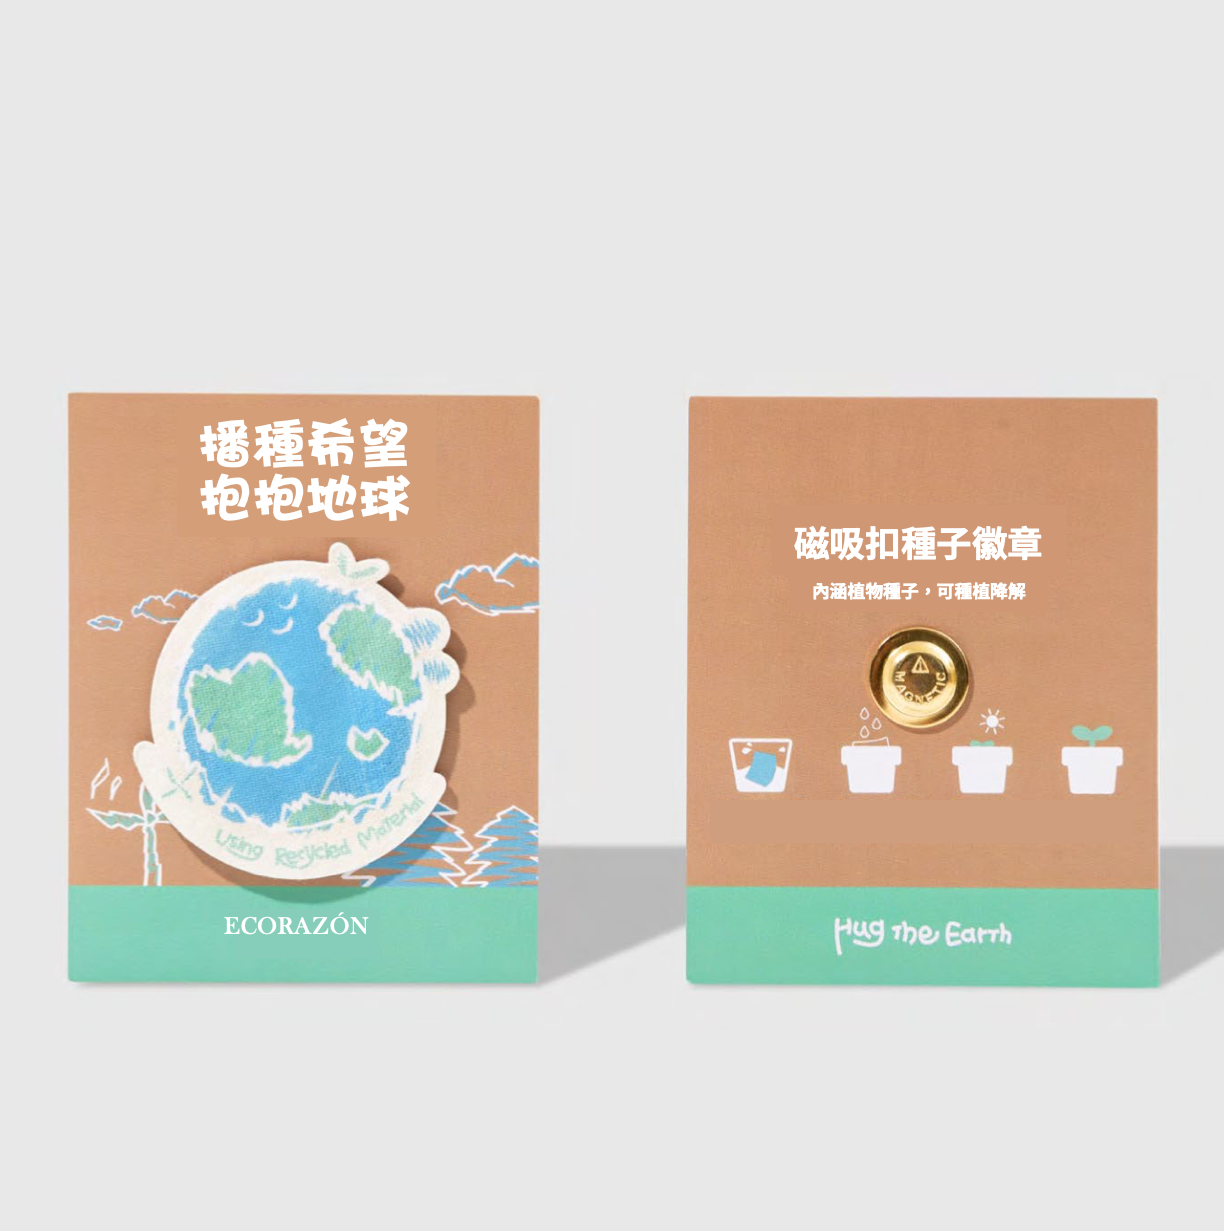 播種希望
抱抱地球
Using Recycled Material
ECORAZÓN
磁吸扣種子徽章
內涵植物種子，可種植降解
MAGNETIC
Hug The Earth